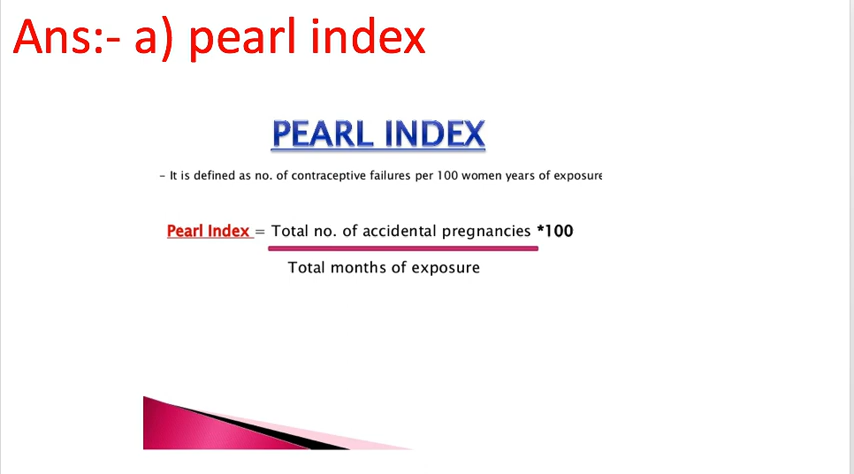 Ans:- a) pearl index
PEARL INDEX
- It is defined as no. of contraceptive failures per 100 women years of exposure
Pearl Index = Total no. of accidental pregnancies *100
Total months of exposure